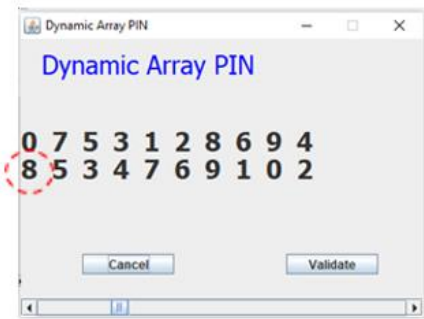 Dynamic Array PIN
Dynamic Array PIN
0 7 5 3 1 2 8 6 9 4
8 5 3 4 7 6 9 1 0 2
Cancel Validate